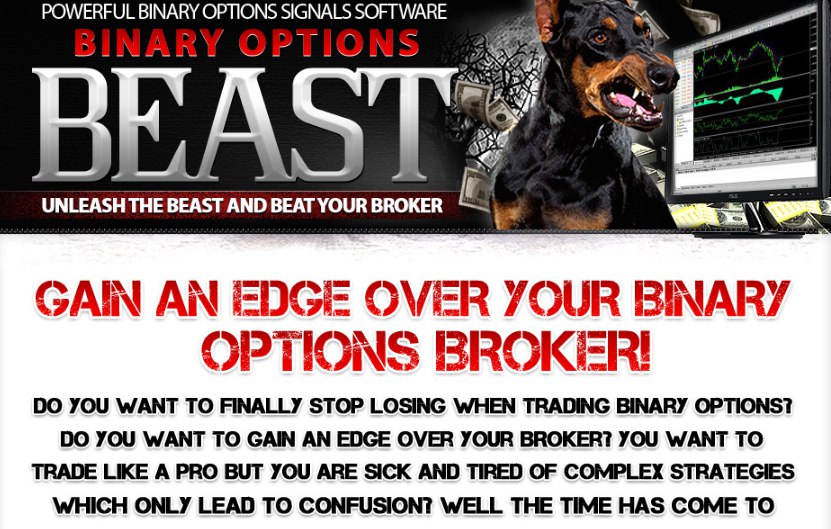 POWERFUL BINARY OPTIONS SIGNALS SOFTWARE
BINARY OPTIONS
BEAST
UNLEASH THE BEAST AND BEAT YOUR BROKER
GAIN AN EDGE OVER YOUR BINARY
OPTIONS BROKER!
DO YOU WANT TO FINALLY STOP LOSING WHEN TRADING BINARY OPTIONS?
DO YOU WANT TO GAIN AN EDGE OVER YOUR BROKER? YOU WANT TO
TRADE LIKE A PRO BUT YOU ARE SICK AND TIRED OF COMPLEX STRATEGIES
WHICH ONLY LEAD TO CONFUSION? WELL THE TIME HAS COME TO